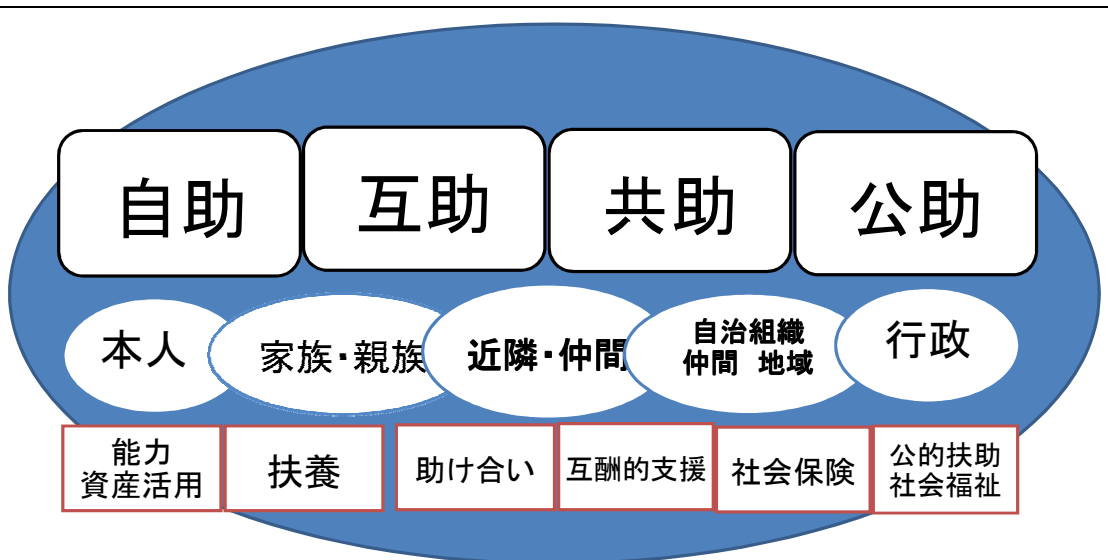 自助
互助
共助
公助
本人
家族・親族
近隣・仲間
自治組織
仲間 地域
行政
能力
資産活用
扶養
助け合い
互酬的支援
社会保険
公的扶助
社会福祉